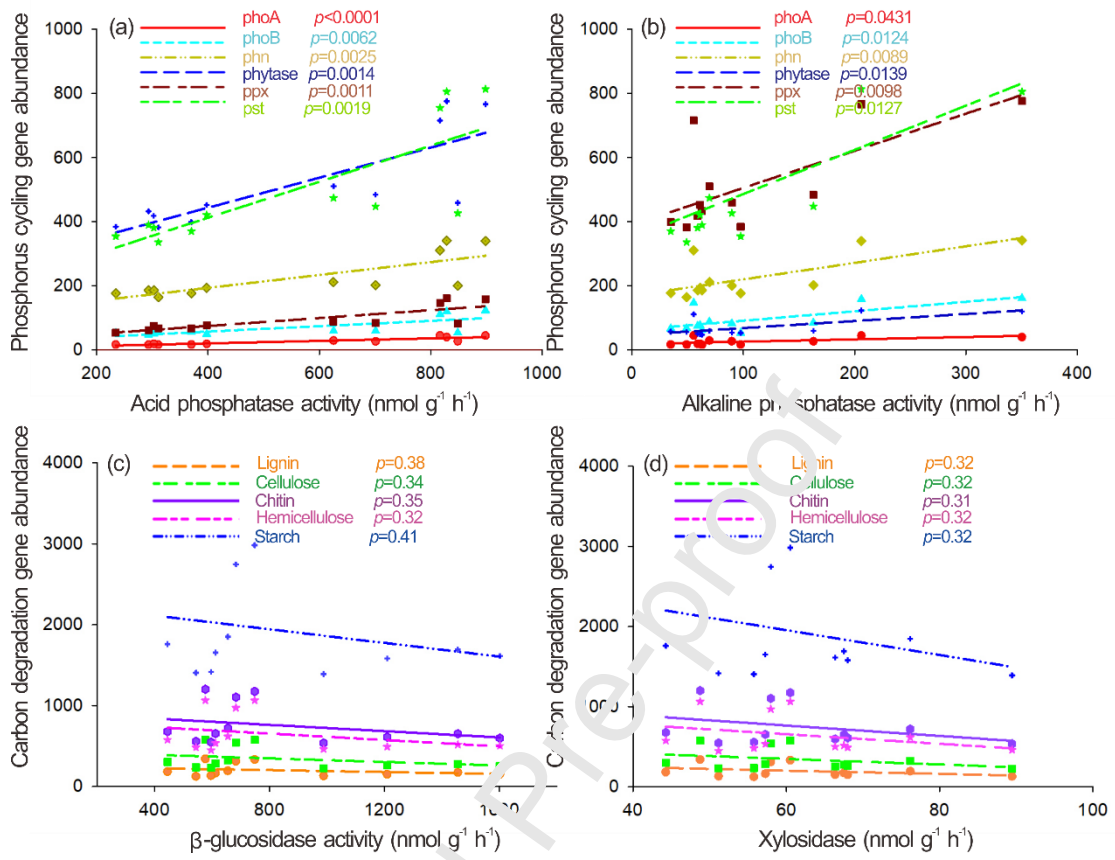 (a)
phoA p<0.0001
phoB p=0.0062
phn p=0.0025
phytase p=0.0014
ppx p=0.0011
pst p=0.0019
Phosphorus cycling gene abundance
1000
800
600
400
200
0
200 400 600 800 1000
Acid phosphatase activity (nmol g⁻¹ h⁻¹)
(b)
phoA p=0.0431
phoB p=0.0124
phn p=0.0089
phytase p=0.0139
ppx p=0.0098
pst p=0.0127
Phosphorus cycling gene abundance
1000
800
600
400
200
0
0 100 200 300 400
Alkaline phosphatase activity (nmol g⁻¹ h⁻¹)
(c)
Lignin p=0.38
Cellulose p=0.34
Chitin p=0.35
Hemicellulose p=0.32
Starch p=0.41
Carbon degradation gene abundance
4000
3000
2000
1000
0
400 800 1200 1600
β-glucosidase activity (nmol g⁻¹ h⁻¹)
(d)
Lignin p=0.32
Cellulose p=0.32
Chitin p=0.31
Hemicellulose p=0.32
Starch p=0.32
Carbon degradation gene abundance
4000
3000
2000
1000
0
40 60 80 100
Xylosidase (nmol g⁻¹ h⁻¹)
Pre-proof